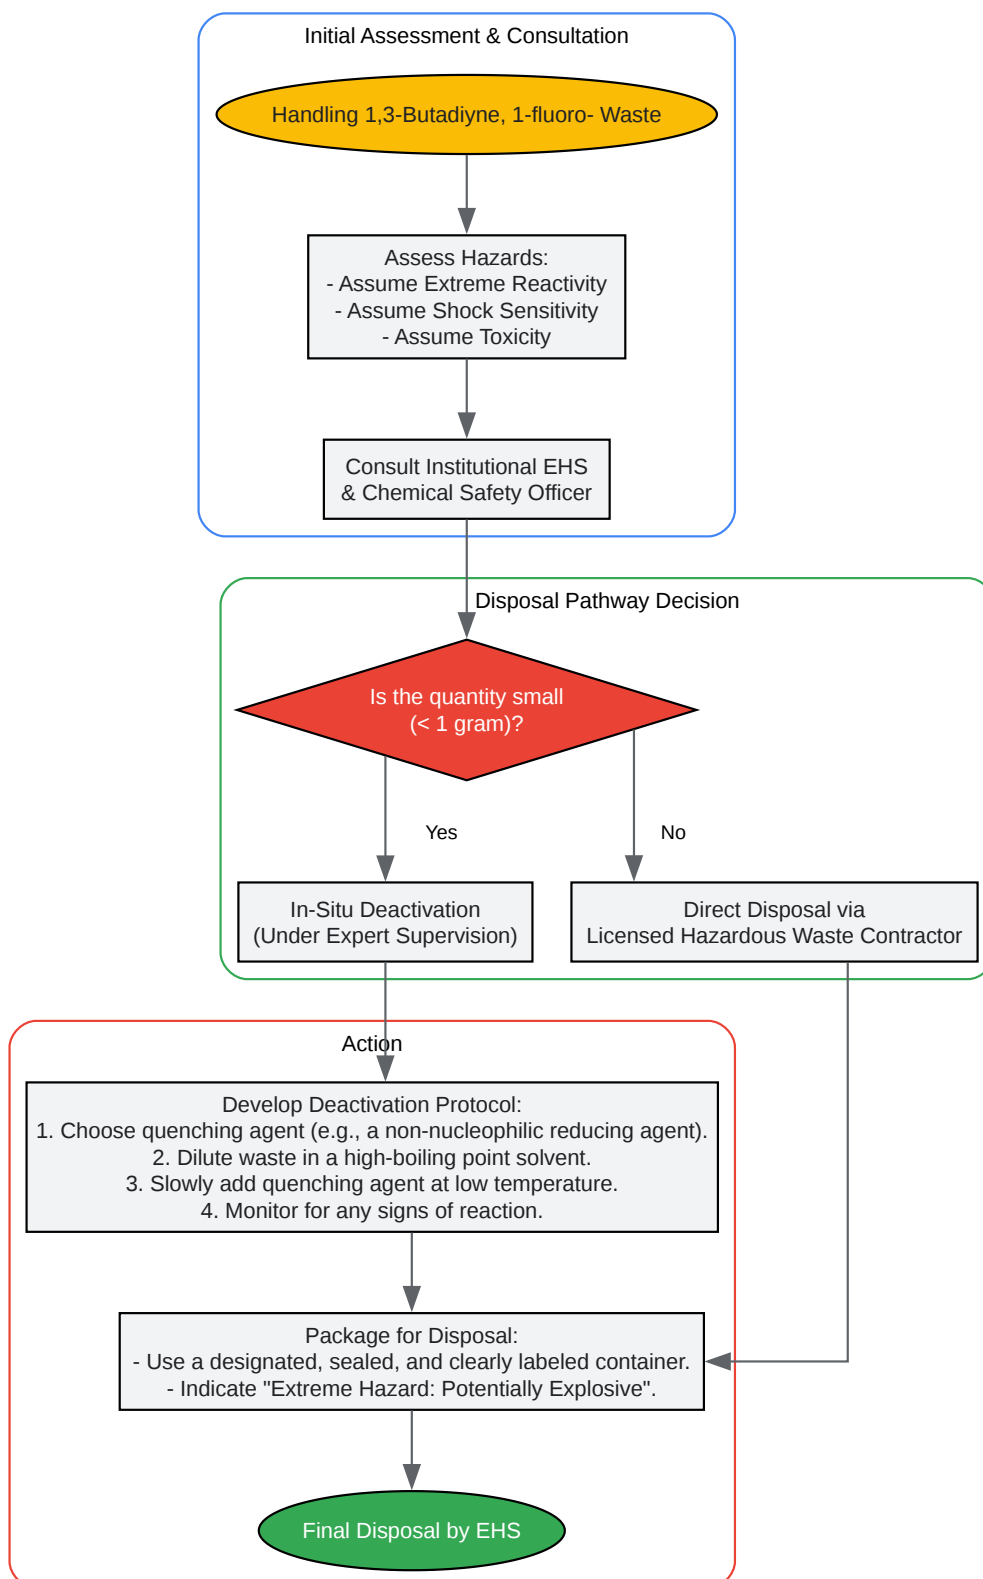 Initial Assessment & Consultation
Handling 1,3-Butadiyne, 1-fluoro- Waste
Assess Hazards:
- Assume Extreme Reactivity
- Assume Shock Sensitivity
- Assume Toxicity
Consult Institutional EHS
& Chemical Safety Officer
Disposal Pathway Decision
Is the quantity small
(< 1 gram)?
Yes
No
In-Situ Deactivation
(Under Expert Supervision)
Direct Disposal via
Licensed Hazardous Waste Contractor
Action
Develop Deactivation Protocol:
1. Choose quenching agent (e.g., a non-nucleophilic reducing agent).
2. Dilute waste in a high-boiling point solvent.
3. Slowly add quenching agent at low temperature.
4. Monitor for any signs of reaction.
Package for Disposal:
- Use a designated, sealed, and clearly labeled container.
- Indicate "Extreme Hazard: Potentially Explosive".
Final Disposal by EHS